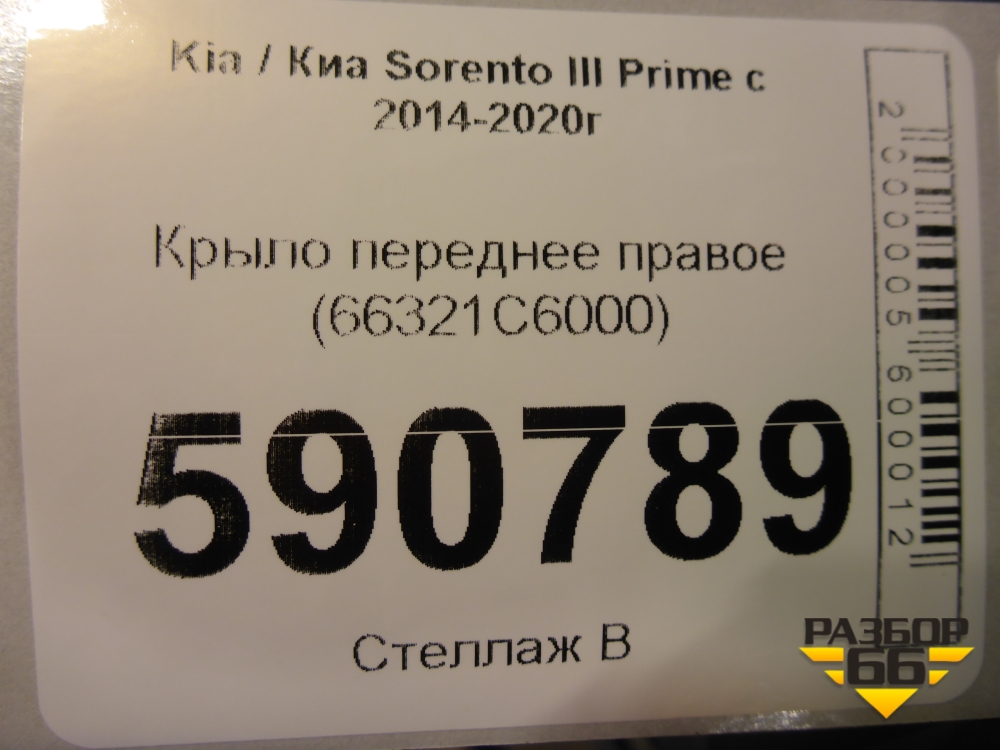 Kia / Киа Sorento III Prime с
2014-2020г
Крыло переднее правое
(66321C6000)
590789
Стеллаж В
2000005600012
РАЗБОР
66